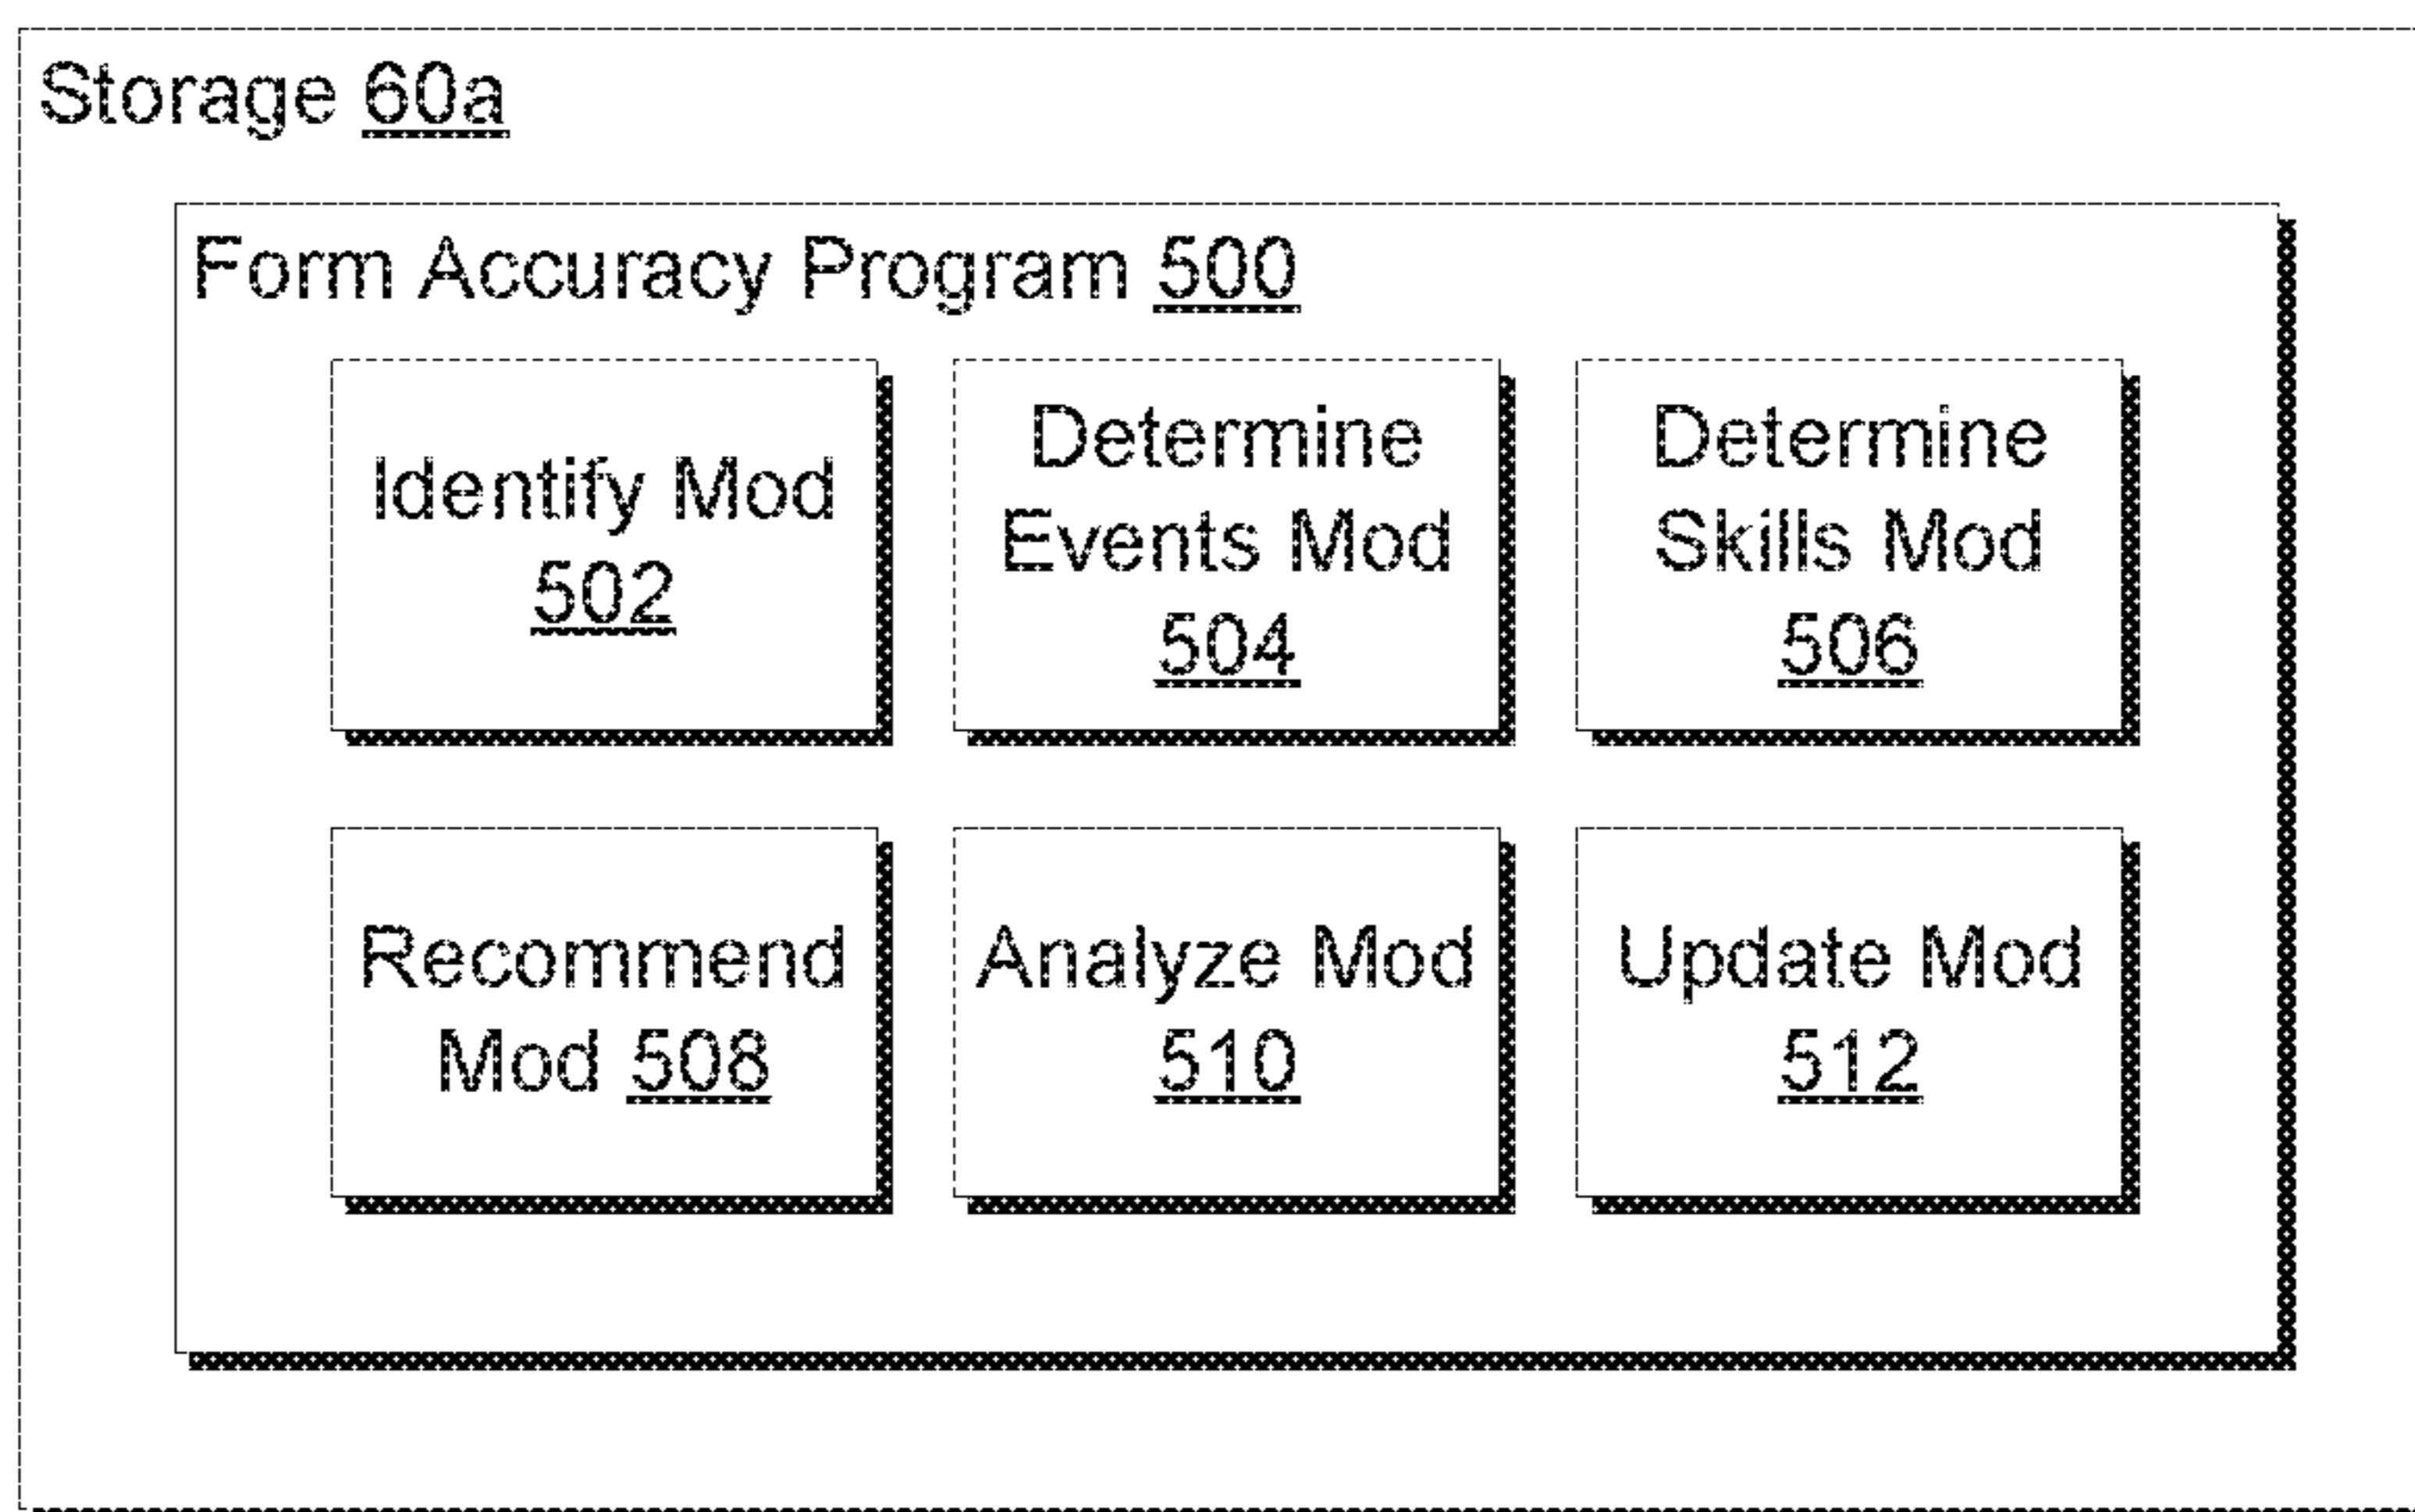 Storage 60a
Form Accuracy Program 500
Identify Mod
502
Determine
Events Mod
504
Determine
Skills Mod
506
Recommend
Mod 508
Analyze Mod
510
Update Mod
512